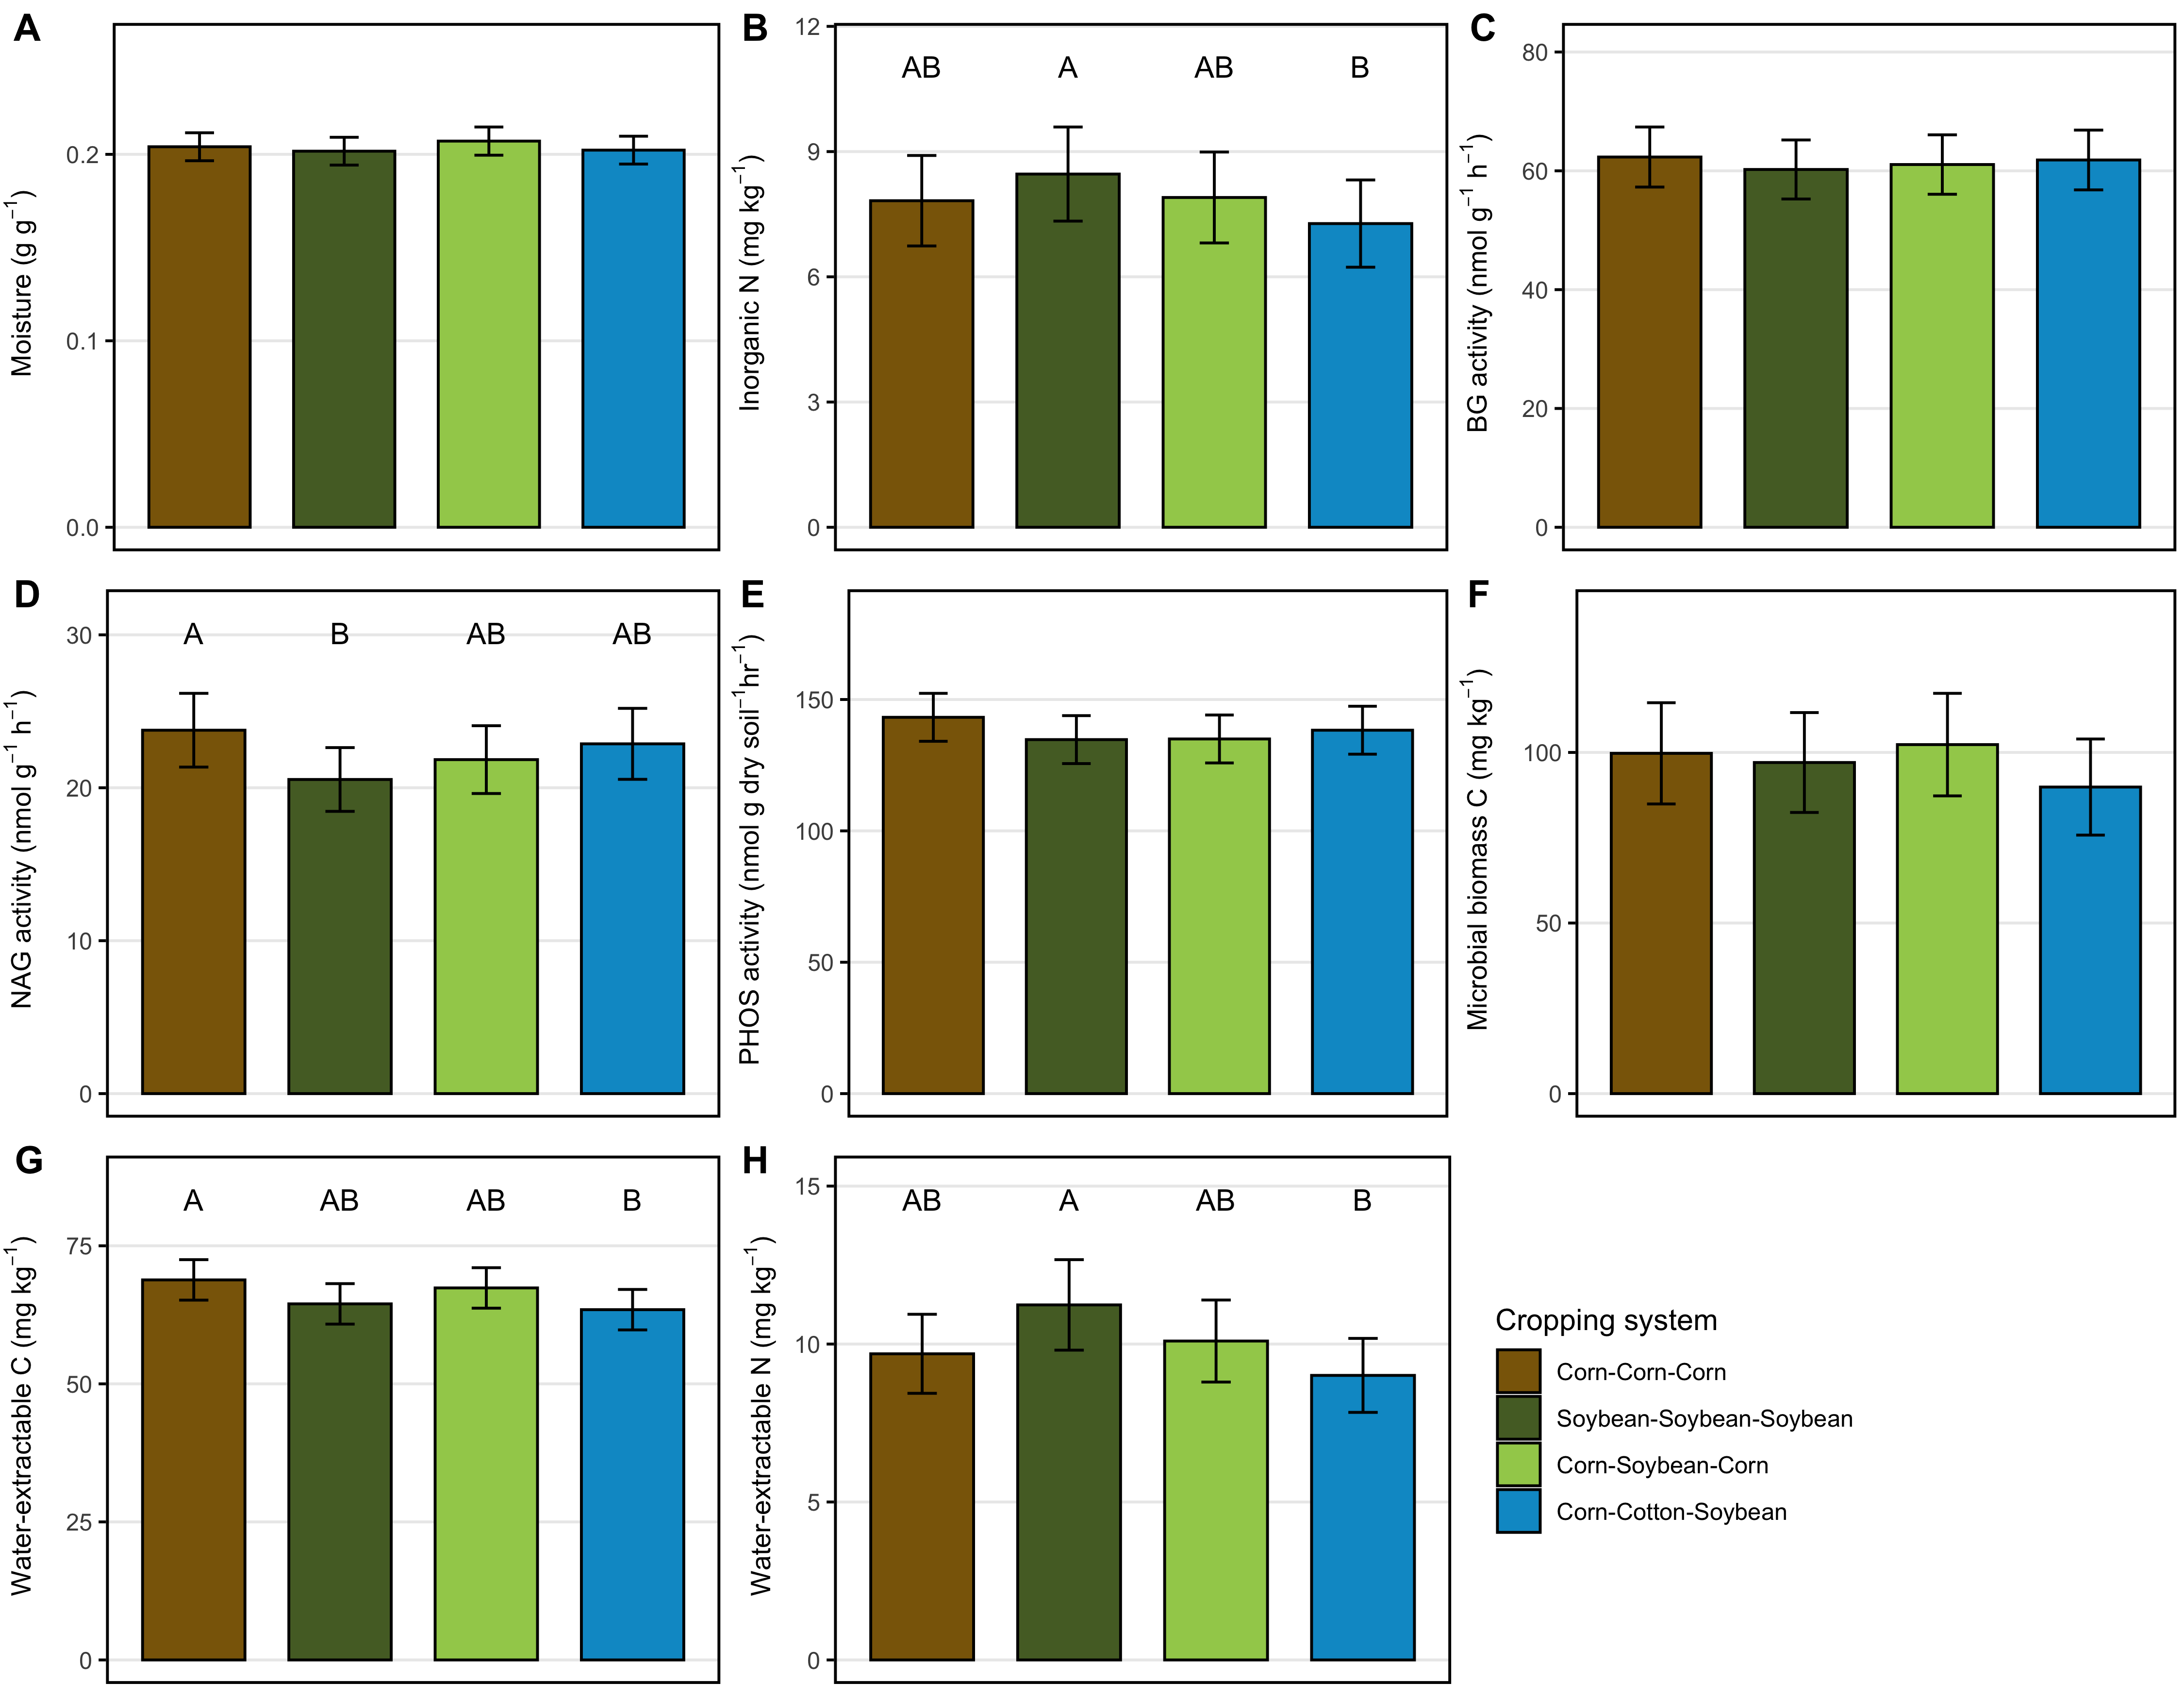 A
Moisture (g g⁻¹)
0.2
0.1
0.0
B
Inorganic N (mg kg⁻¹)
12
9
6
3
0
AB A AB B
C
BG activity (nmol g⁻¹ h⁻¹)
80
60
40
20
0
D
NAG activity (nmol g⁻¹ h⁻¹)
30
20
10
0
A B AB AB
E
PHOS activity (nmol g dry soil⁻¹hr⁻¹)
150
100
50
0
F
Microbial biomass C (mg kg⁻¹)
100
50
0
G
Water-extractable C (mg kg⁻¹)
75
50
25
0
A AB AB B
H
Water-extractable N (mg kg⁻¹)
15
10
5
0
AB A AB B
Cropping system
Corn-Corn-Corn
Soybean-Soybean-Soybean
Corn-Soybean-Corn
Corn-Cotton-Soybean